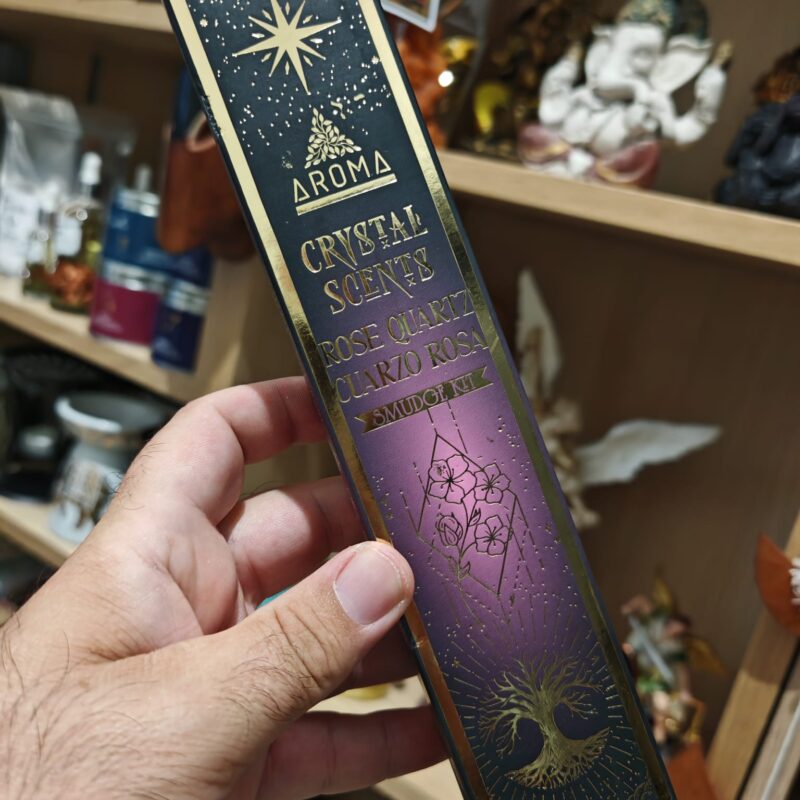 AROMA
CRYSTAL
SCENTS
ROSE QUARTZ
CUARZO ROSA
SMUDGE KIT